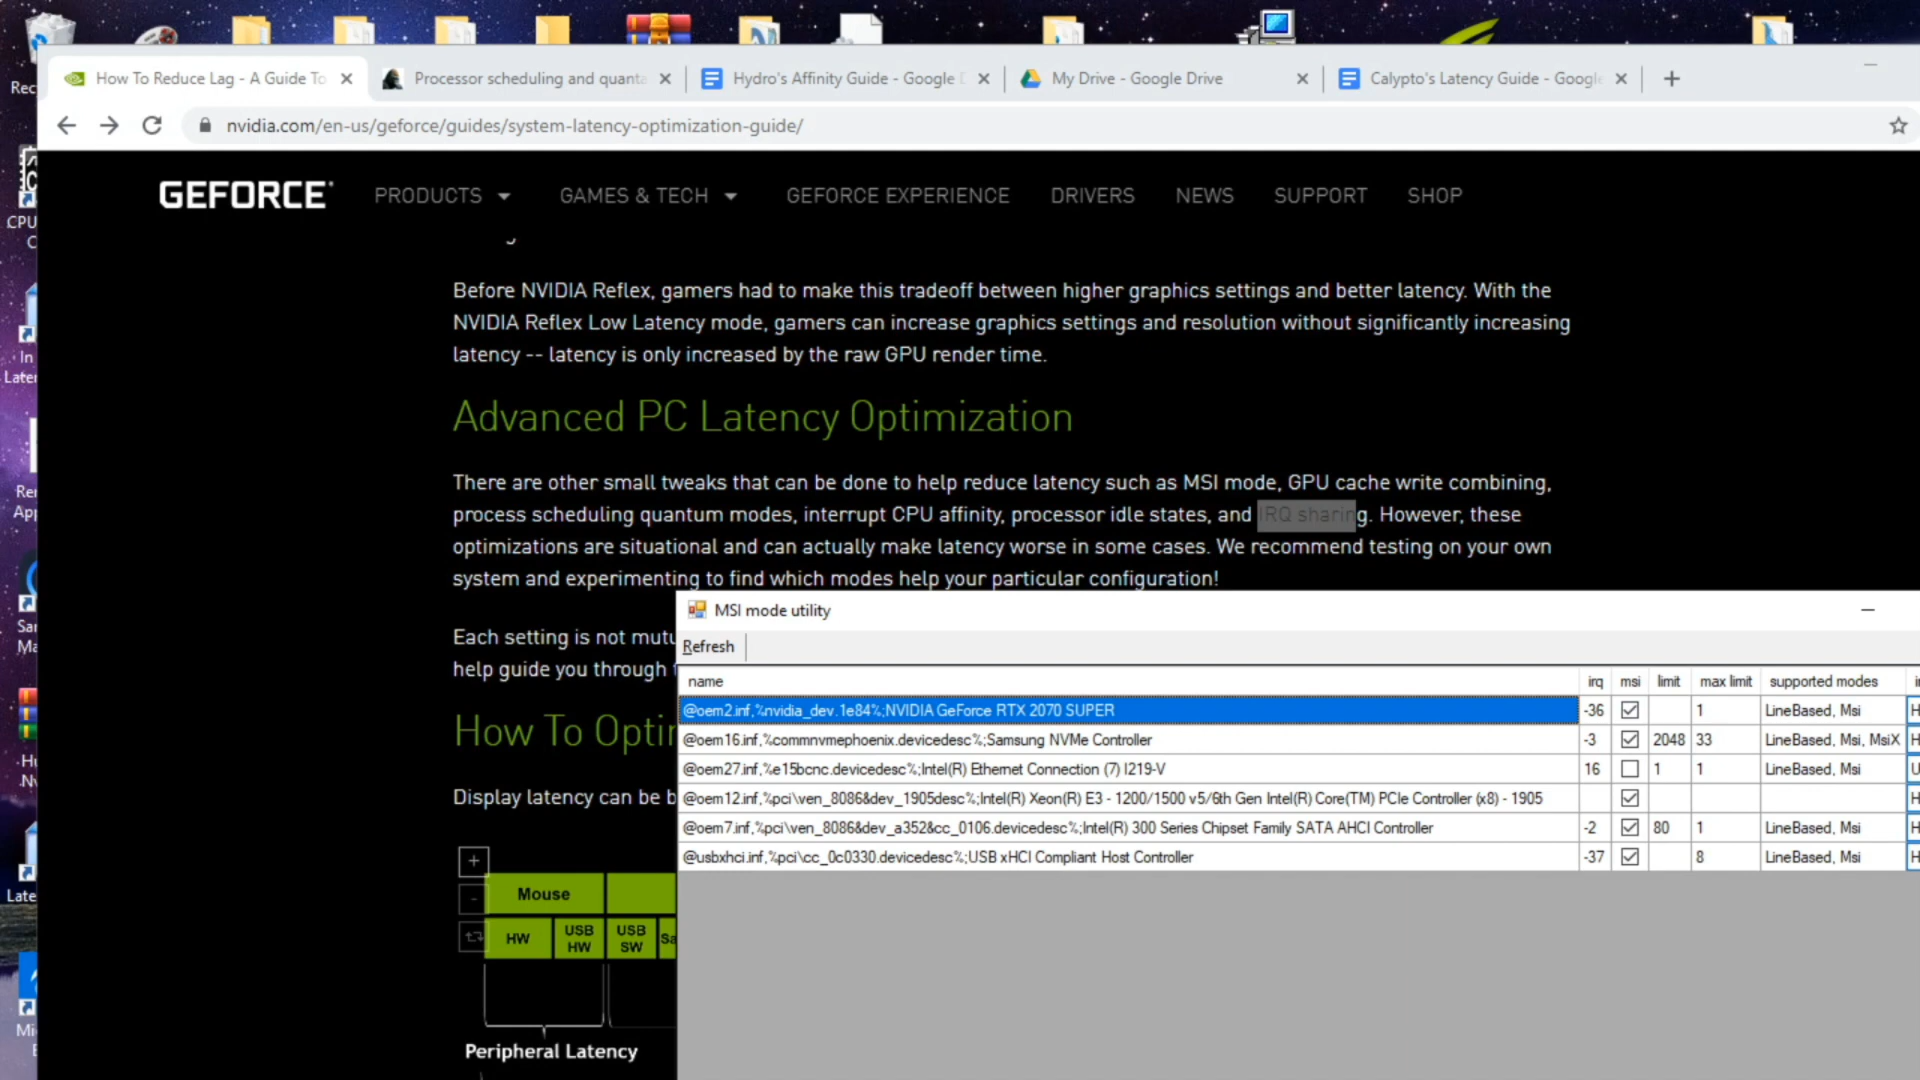 How To Reduce Lag - A Guide To
Processor scheduling and quanta
Hydro's Affinity Guide - Google D
My Drive - Google Drive
Calypto's Latency Guide - Google
nvidia.com/en-us/geforce/guides/system-latency-optimization-guide/
GEFORCE
PRODUCTS
GAMES & TECH
GEFORCE EXPERIENCE
DRIVERS
NEWS
SUPPORT
SHOP
Before NVIDIA Reflex, gamers had to make this tradeoff between higher graphics settings and better latency. With the
NVIDIA Reflex Low Latency mode, gamers can increase graphics settings and resolution without significantly increasing
latency -- latency is only increased by the raw GPU render time.
Advanced PC Latency Optimization
There are other small tweaks that can be done to help reduce latency such as MSI mode, GPU cache write combining,
process scheduling quantum modes, interrupt CPU affinity, processor idle states, and IRQ sharing. However, these
optimizations are situational and can actually make latency worse in some cases. We recommend testing on your own
system and experimenting to find which modes help your particular configuration!
Each setting is not mutu
help guide you through t
How To Optir
Display latency can be b
+
-
Mouse
HW
USB
HW
USB
SW
Sa
Peripheral Latency
MSI mode utility
Refresh
name irq msi limit max limit supported modes
@oem2.inf,%nvidia_dev.1e84%;NVIDIA GeForce RTX 2070 SUPER -36 1 LineBased, Msi H
@oem16.inf,%commnvmephoenix.devicedesc%;Samsung NVMe Controller -3 2048 33 LineBased, Msi, MsiX H
@oem27.inf,%e15bcnc.devicedesc%;Intel(R) Ethernet Connection (7) I219-V 16 1 1 LineBased, Msi U
@oem12.inf,%pci\ven_8086&dev_1905desc%;Intel(R) Xeon(R) E3 - 1200/1500 v5/6th Gen Intel(R) Core(TM) PCIe Controller (x8) - 1905 H
@oem7.inf,%pci\ven_8086&dev_a352&cc_0106.devicedesc%;Intel(R) 300 Series Chipset Family SATA AHCI Controller -2 80 1 LineBased, Msi H
@usbxhci.inf,%pci\cc_0c0330.devicedesc%;USB xHCI Compliant Host Controller -37 8 LineBased, Msi H
Rec
CPU
C
In
Later
Rer
App
Sar
Ma
Hu
.Nv
Late
Mi
E